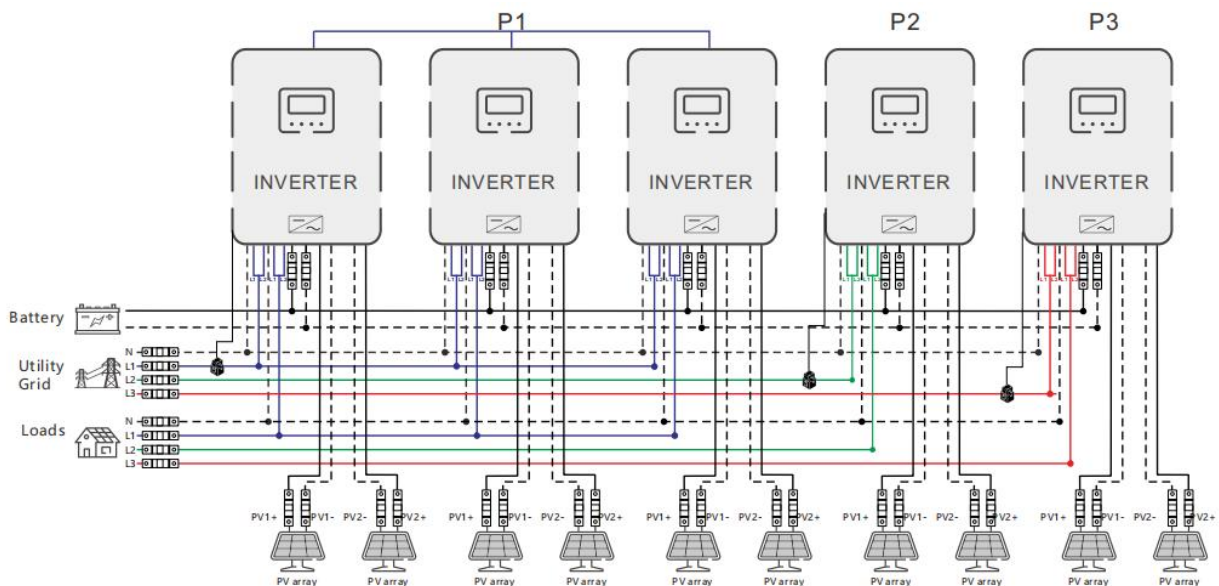 P1 P2 P3
INVERTER INVERTER INVERTER INVERTER INVERTER
Battery
Utility
Grid
N
L1
L2
L3
Loads
N
L1
L2
L3
PV1+ PV1- PV2- PV2+ PV1+ PV1- PV2- PV2+ PV1+ PV1- PV2- PV2+ PV1+ PV1- PV2- PV2+ PV1+ PV1- PV2- PV2+
PV array PV array PV array PV array PV array PV array PV array PV array PV array PV array